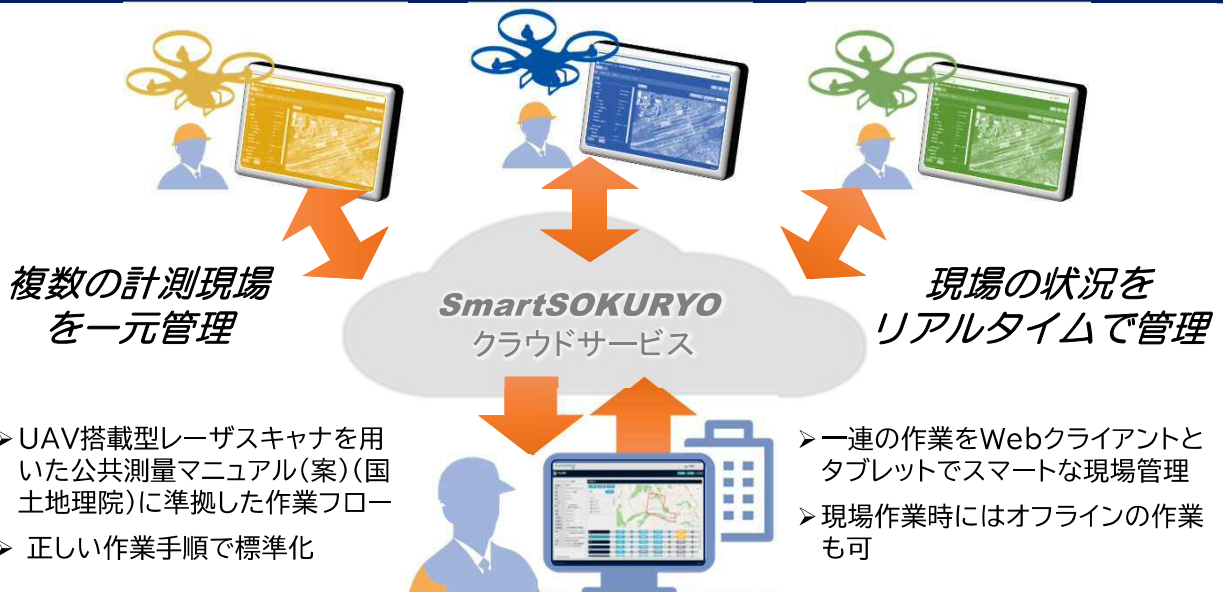 複数の計測現場
を一元管理
SmartSOKURYO
クラウドサービス
現場の状況を
リアルタイムで管理
➢UAV搭載型レーザスキャナを用
いた公共測量マニュアル(案)(国
土地理院)に準拠した作業フロー
➢ 正しい作業手順で標準化
➢一連の作業をWebクライアントと
タブレットでスマートな現場管理
➢現場作業時にはオフラインの作業
も可